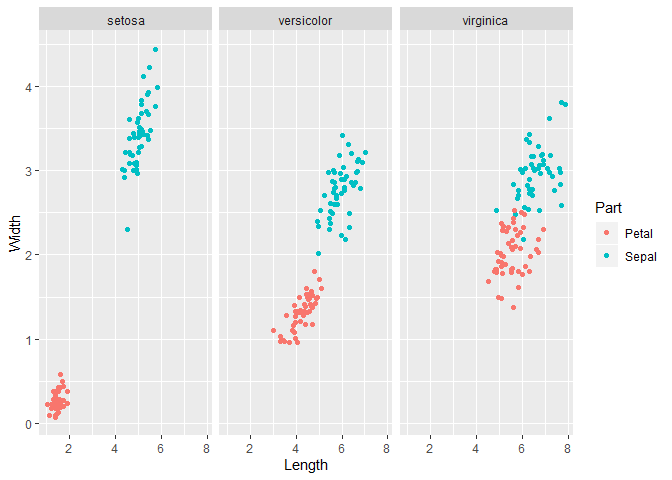 setosa versicolor virginica
4
3
2
1
0
Width
2 4 6 8 2 4 6 8 2 4 6 8
Length
Part
Petal
Sepal